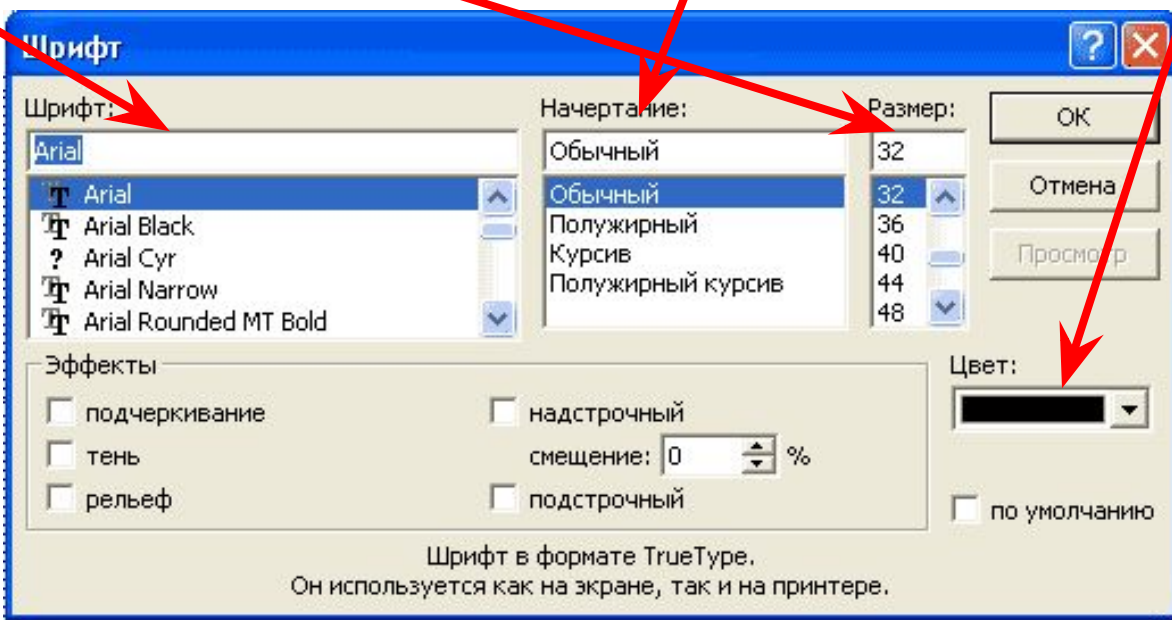 Шрифт
Шрифт: Начертание: Размер:
Arial Обычный 32 ОК
Arial Обычный 32 Отмена
Arial Black Полужирный 36
? Arial Cyr Курсив 40 Просмотр
Arial Narrow Полужирный курсив 44
Arial Rounded MT Bold 48
Эффекты Цвет:
подчеркивание надстрочный
тень смещение: 0 %
рельеф подстрочный по умолчанию
Шрифт в формате TrueType.
Он используется как на экране, так и на принтере.